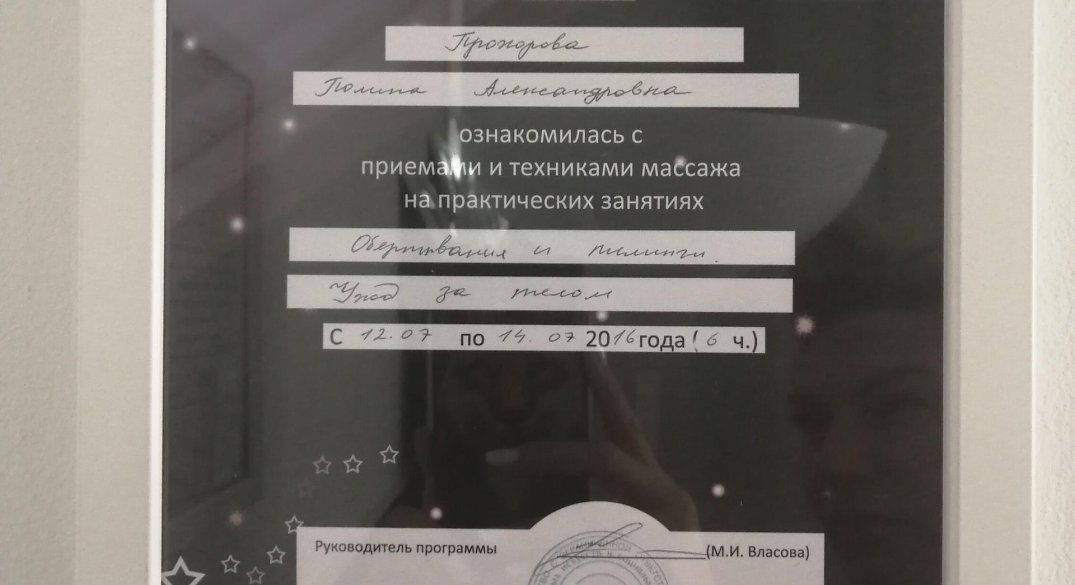 Прохорова
Полина Александровна
ознакомилась с
приемами и техниками массажа
на практических занятиях
Обертывания и пилинги.
Уход за телом
С 12.07 по 14.07 2016 года (6 ч.)
Руководитель программы (М.И. Власова)